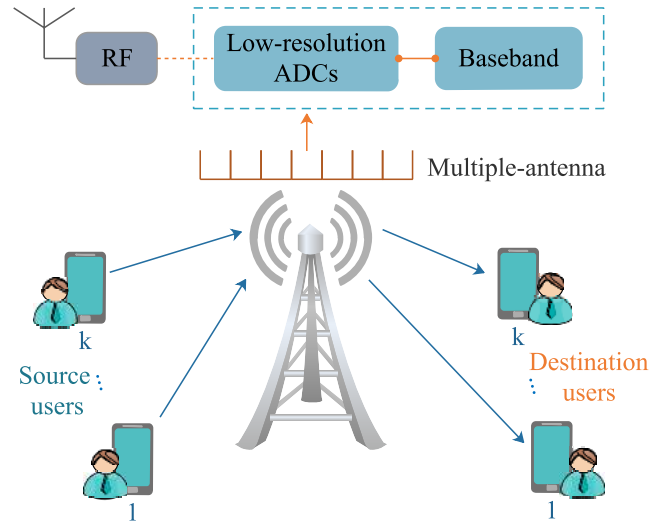 RF
Low-resolution
ADCs
Baseband
Multiple-antenna
k
k
Source
users
Destination
users
1
1